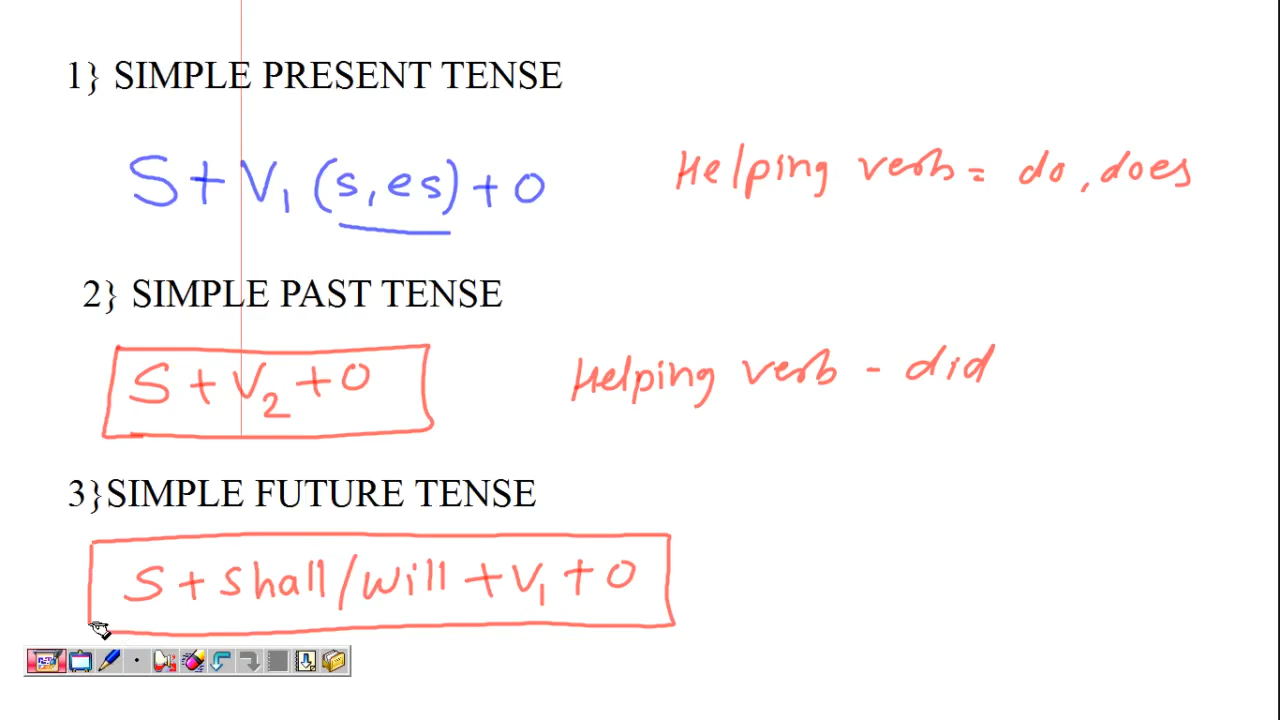 1} SIMPLE PRESENT TENSE
S + V₁ (s, es) + O Helping verb = do, does
2} SIMPLE PAST TENSE
S + V₂ + O Helping verb - did
3}SIMPLE FUTURE TENSE
S + Shall/will + V₁ + O